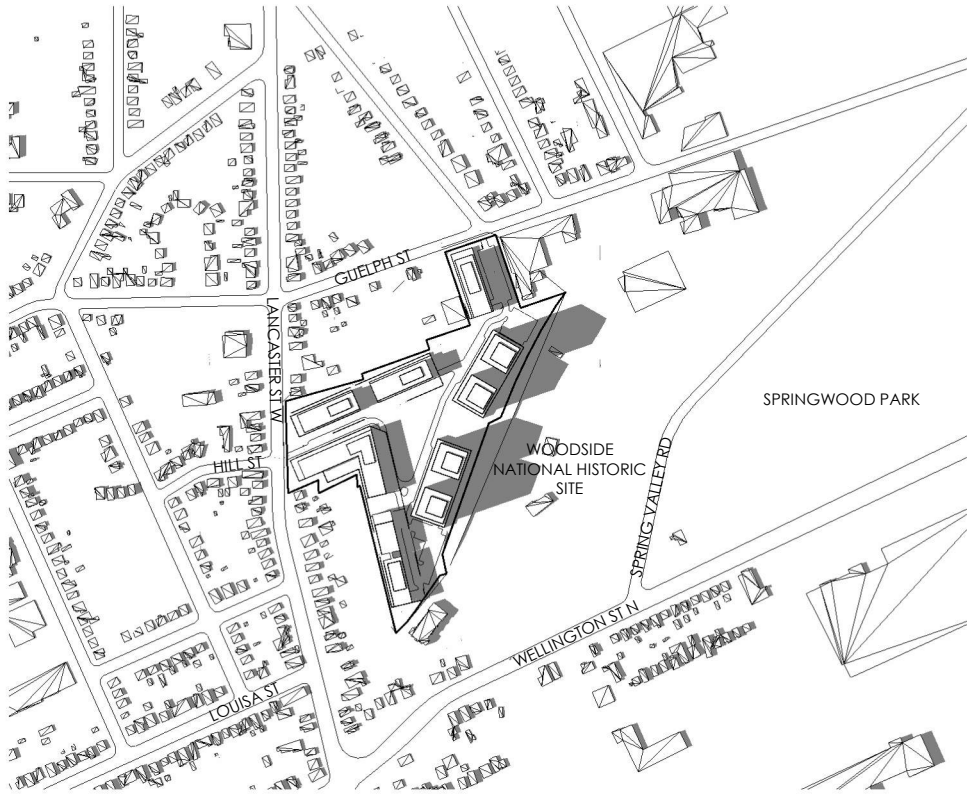 GUELPH ST
LANCASTER ST W
SPRINGWOOD PARK
WOODSIDE
NATIONAL HISTORIC
SITE
HILL ST
SPRING VALLEY RD
WELLINGTON ST N
LOUISA ST